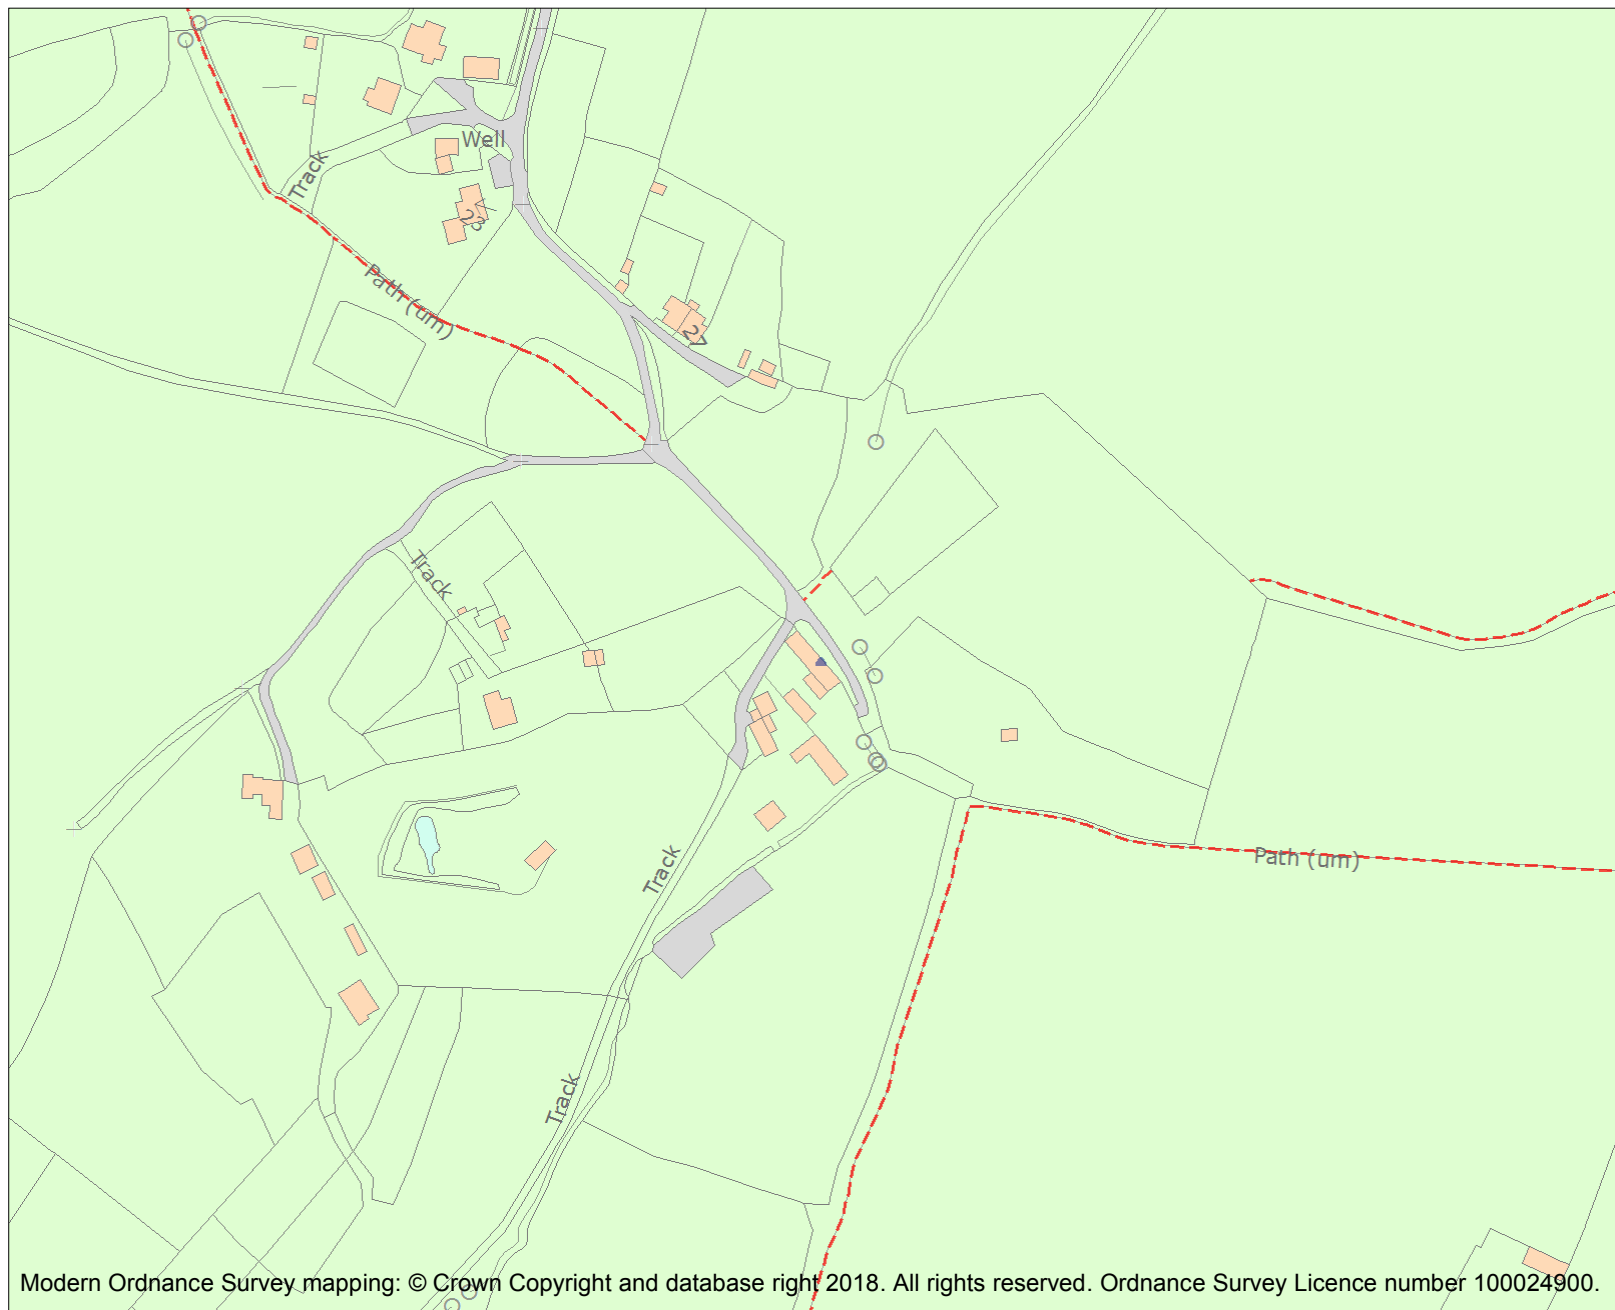 Well
Track
23
Path (um)
27
Track
Track
Path (um)
Track
Modern Ordnance Survey mapping: © Crown Copyright and database right 2018. All rights reserved. Ordnance Survey Licence number 100024900.